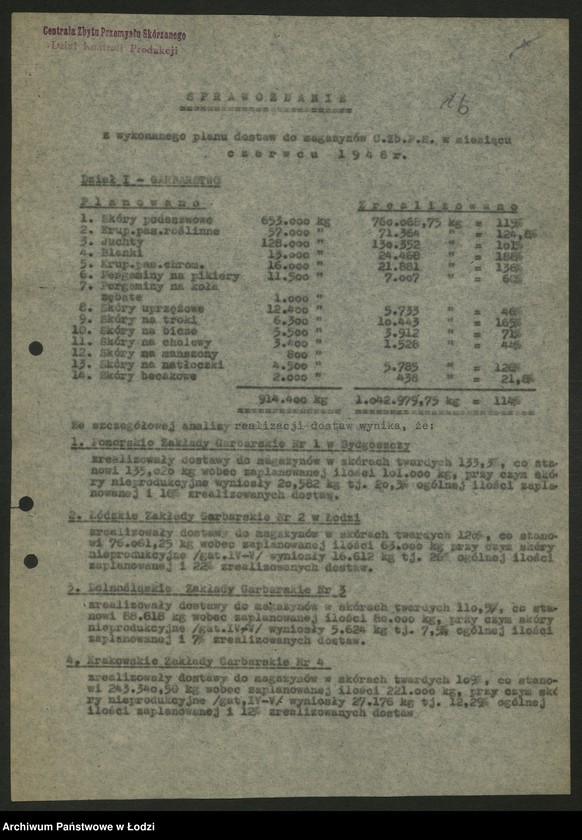 Centrala Zbytu Przemysłu Skórzanego
Dział Kontroli Produkcji
26
SPRAWOZDANIE
z wykonanego planu dostaw do magazynów C.Zb.P.S. w miesiącu
czerwcu 1948r.
Dział I - GARBARSTWO
Planowano Zrealizowano
1. Skóry podeszwowe 653.000 kg 760.068,75 kg = 115%
2. Krup.pas.roślinne 57.000 " 71.364 " = 124,8%
3. Juchty 128.000 " 130.352 " = 101%
4. Blanki 13.000 " 24.468 " = 188%
5. Krup.pas.chrom. 16.000 " 21.881 " = 136%
6. Pergaminy na pikiery 11.500 " 7.007 " = 60%
7. Pergaminy na koła
zębate 1.000 "
8. Skóry uprzężowe 12.400 " 5.733 " = 46%
9. Skóry na troki 6.300 " 10.443 " = 165%
10. Skóry na bicze 5.500 " 3.912 " = 71%
11. Skóry na cholewy 3.400 " 1.528 " = 44%
12. Skóry na manszony 800 "
13. Skóry na natłoczki 4.500 " 5.785 " = 128%
14. Skóry beczkowe 2.000 " 438 " = 21,8%
914.400 kg 1.042.979,75 kg = 114%
Ze szczegółowej analizy realizacji dostaw wynika, że:
1. Pomorskie Zakłady Garbarskie Nr 1 w Bydgoszczy
zrealizowały dostawy do magazynów w skórach twardych 133,5%, co sta-
nowi 135,020 kg wobec zaplanowanej ilości 101.000 kg, przy czym skó-
ry nieprodukcyjne wyniosły 20,582 kg tj. 20,3% ogólnej ilości zapla-
nowanej i 16% zrealizowanych dostaw.
2. Łódzkie Zakłady Garbarskie Nr 2 w Łodzi
zrealizowały dostawy do magazynów w skórach twardych 120%, co stano-
wi 76.061,25 kg wobec zaplanowanej ilości 63.000 kg przy czym skóry
nieprodukcyjne /gat.IV-V/ wyniosły 16.612 kg tj. 26% ogólnej ilości
zaplanowanej i 22% zrealizowanych dostaw.
3. Dolnośląskie Zakłady Garbarskie Nr 3
zrealizowały dostawy do magazynów w skórach twardych 110,5%, co sta-
nowi 88.618 kg wobec zaplanowanej ilości 80.000 kg, przy czym skóry
nieprodukcyjne /gat.IV-V/ wyniosły 5.624 kg tj. 7,5% ogólnej ilości
zaplanowanej i 7% zrealizowanych dostaw.
4. Krakowskie Zakłady Garbarskie Nr 4
zrealizowały dostawy do magazynów w skórach twardych 109%, co stano-
wi 243.340,50 kg wobec zaplanowanej ilości 221.000 kg, przy czym skó
ry nieprodukcyjne /gat.IV-V/ wyniosły 27.176 kg tj. 12,29% ogólnej
ilości zaplanowanej i 12% zrealizowanych dostaw
Archiwum Państwowe w Łodzi